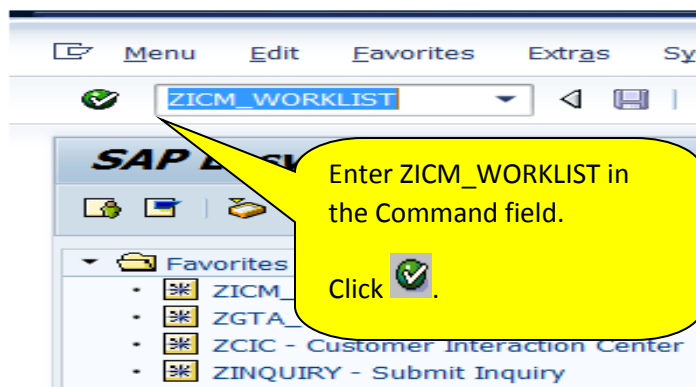 Menu Edit Favorites Extras Sy
ZICM_WORKLIST
SAP
Enter ZICM_WORKLIST in
the Command field.
Click .
Favorites
ZICM_
ZGTA_
ZCIC - Customer Interaction Center
ZINQUIRY - Submit Inquiry